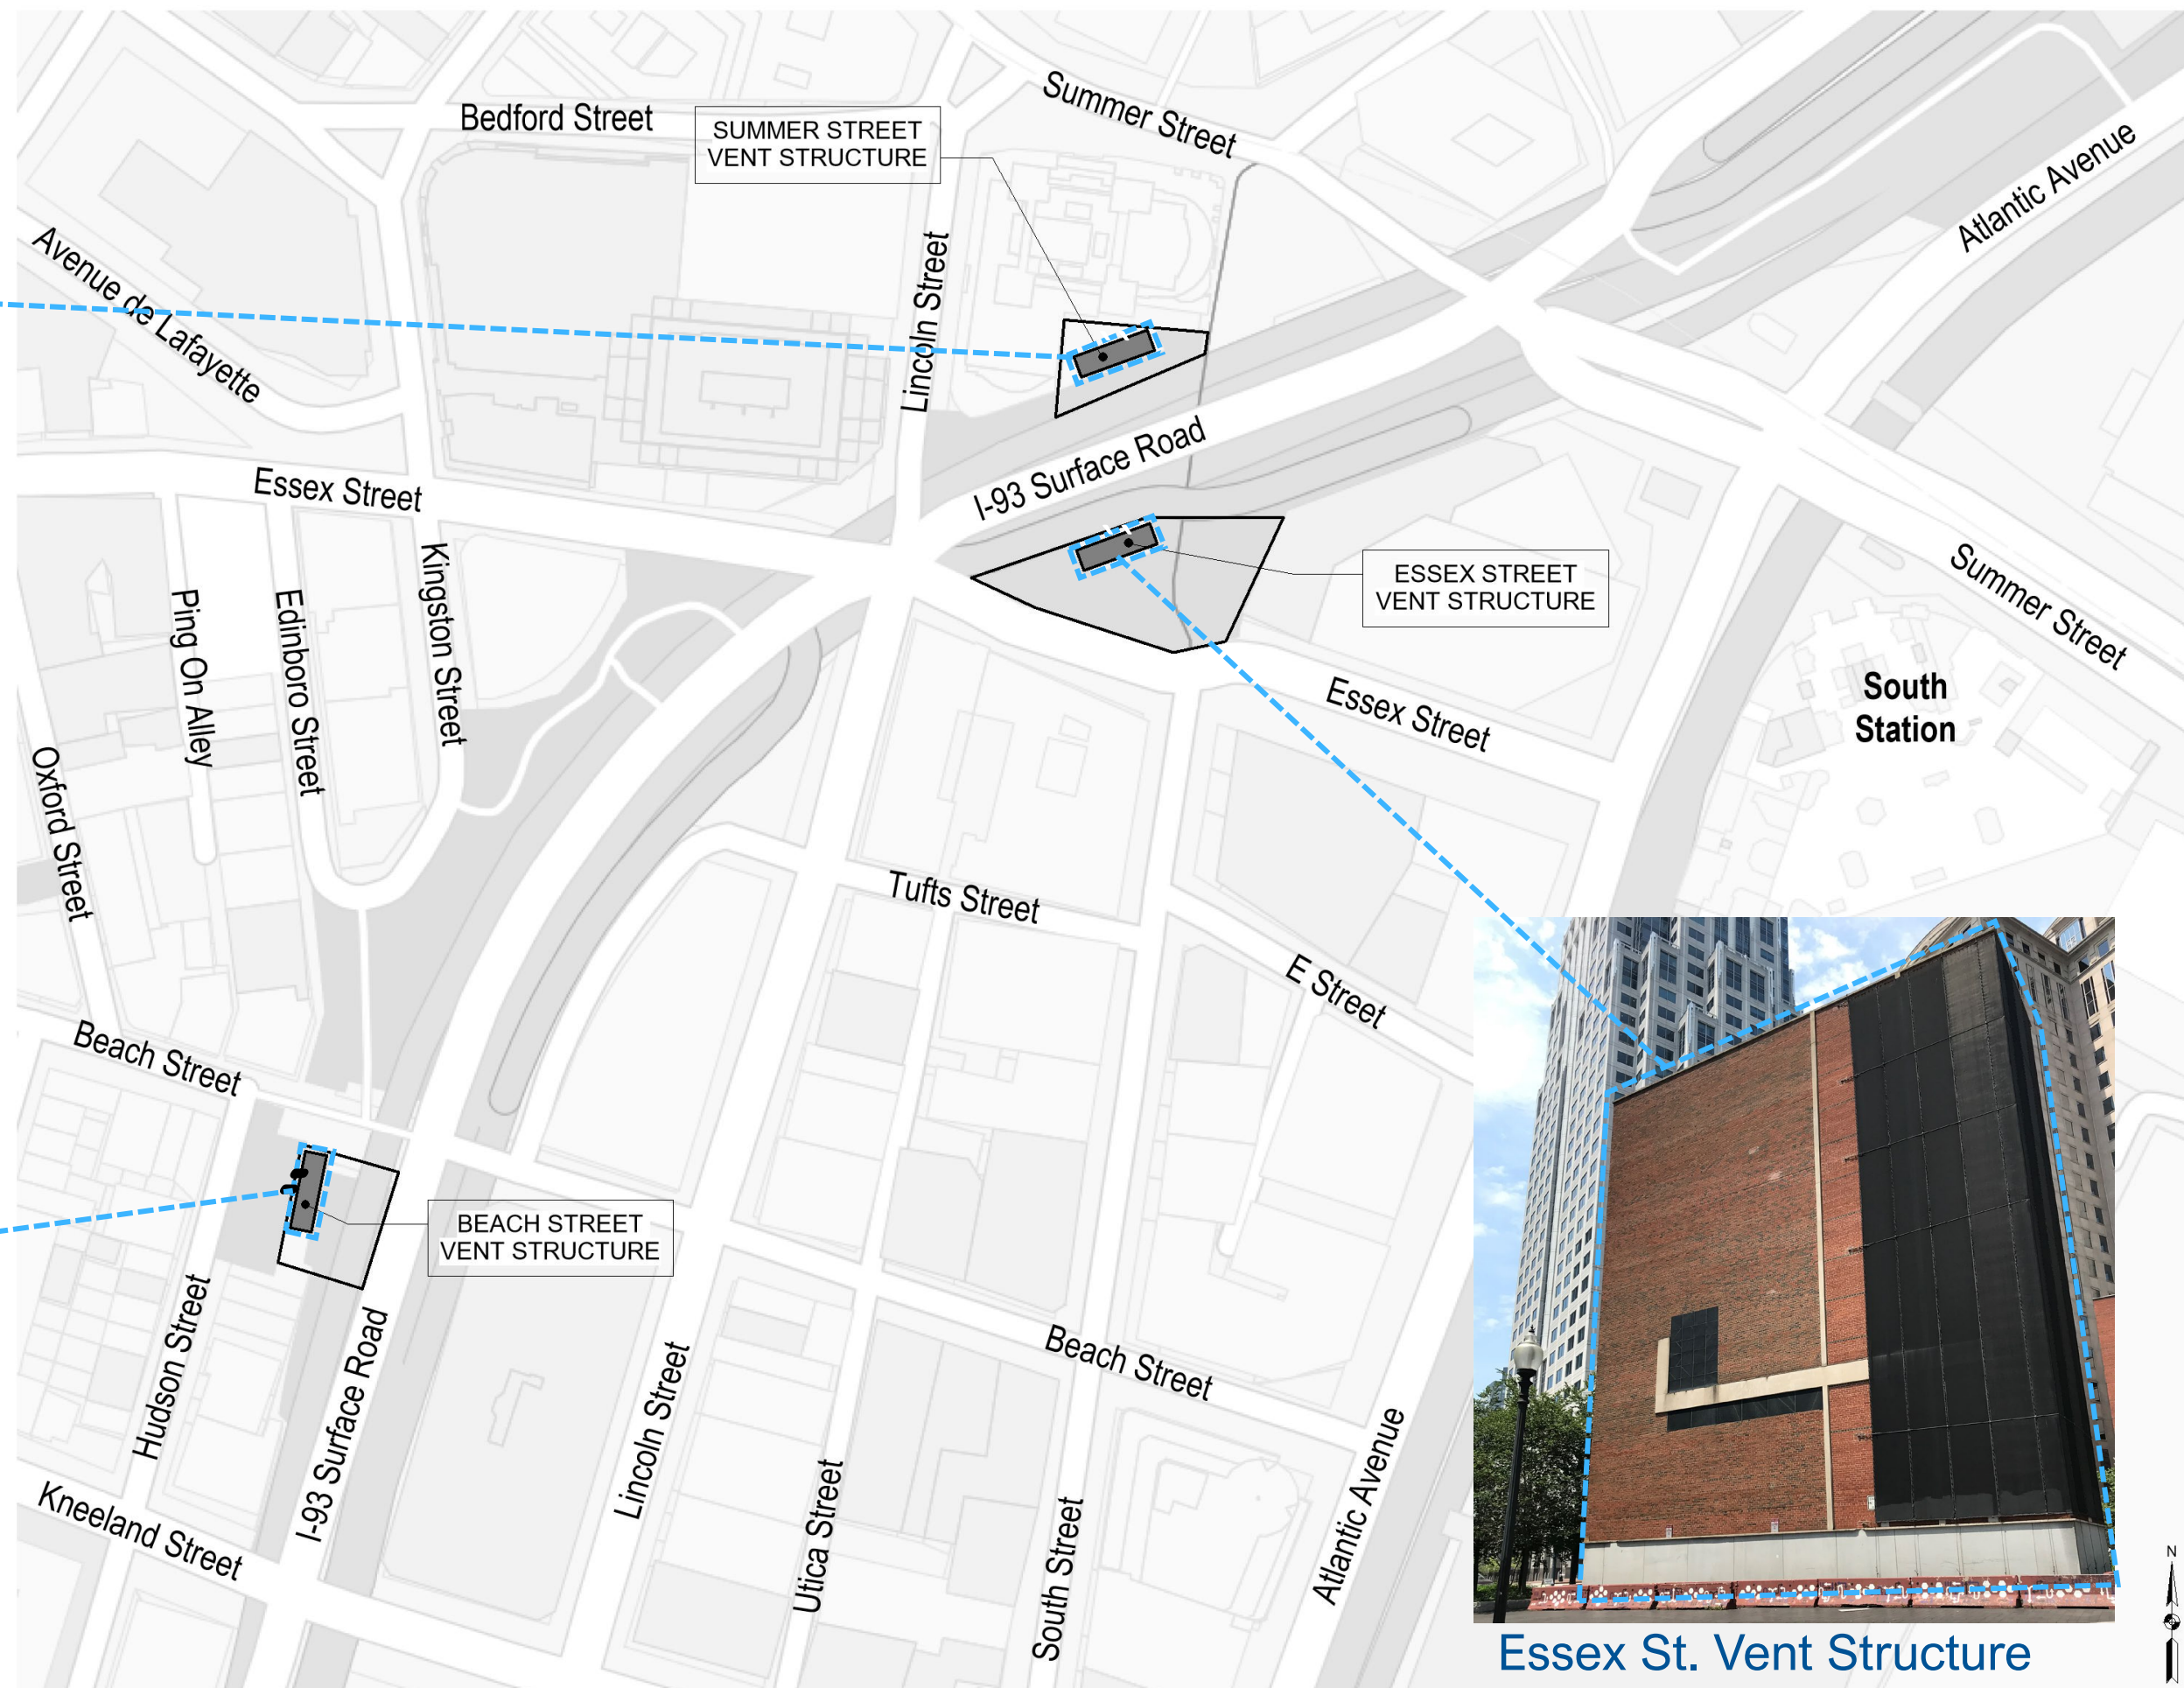 Bedford Street
SUMMER STREET
VENT STRUCTURE
Summer Street
Atlantic Avenue
Avenue de Lafayette
Lincoln Street
I-93 Surface Road
Essex Street
Kingston Street
Ping On Alley
Edinboro Street
Oxford Street
ESSEX STREET
VENT STRUCTURE
Summer Street
South
Station
Essex Street
Tufts Street
E Street
Beach Street
BEACH STREET
VENT STRUCTURE
Hudson Street
I-93 Surface Road
Kneeland Street
Lincoln Street
Utica Street
South Street
Beach Street
Atlantic Avenue
Essex St. Vent Structure
N